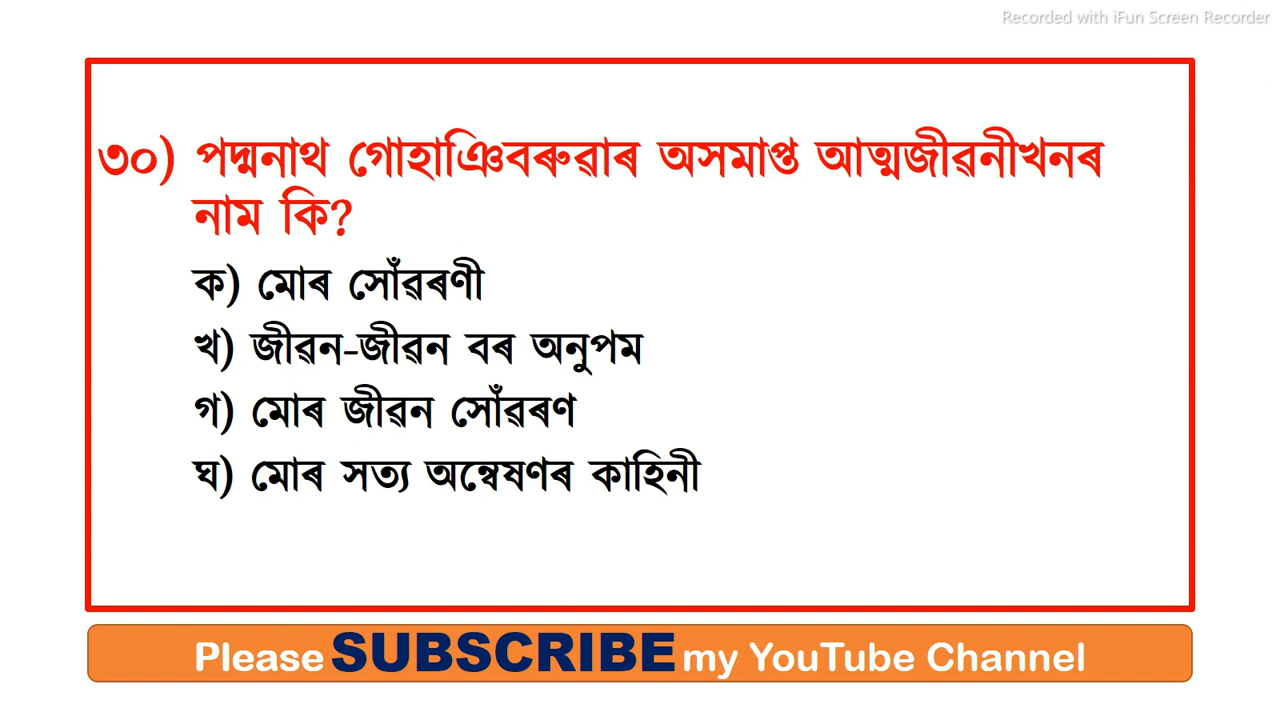 Recorded with iFun Screen Recorder
৩০) পদ্মনাথ গোহাঞিবৰুৱাৰ অসমাপ্ত আত্মজীৱনীখনৰ
নাম কি?
ক) মোৰ সোঁৱৰণী
খ) জীৱন-জীৱন বৰ অনুপম
গ) মোৰ জীৱন সোঁৱৰণ
ঘ) মোৰ সত্য অন্বেষণৰ কাহিনী
Please SUBSCRIBE my YouTube Channel